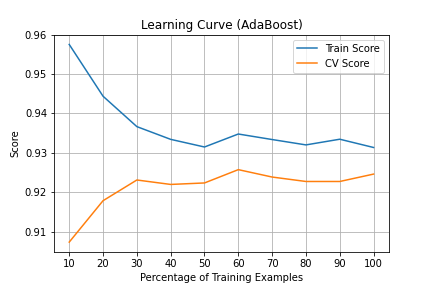 Learning Curve (AdaBoost)
Train Score
CV Score
0.96
0.95
0.94
0.93
0.92
0.91
Score
10 20 30 40 50 60 70 80 90 100
Percentage of Training Examples